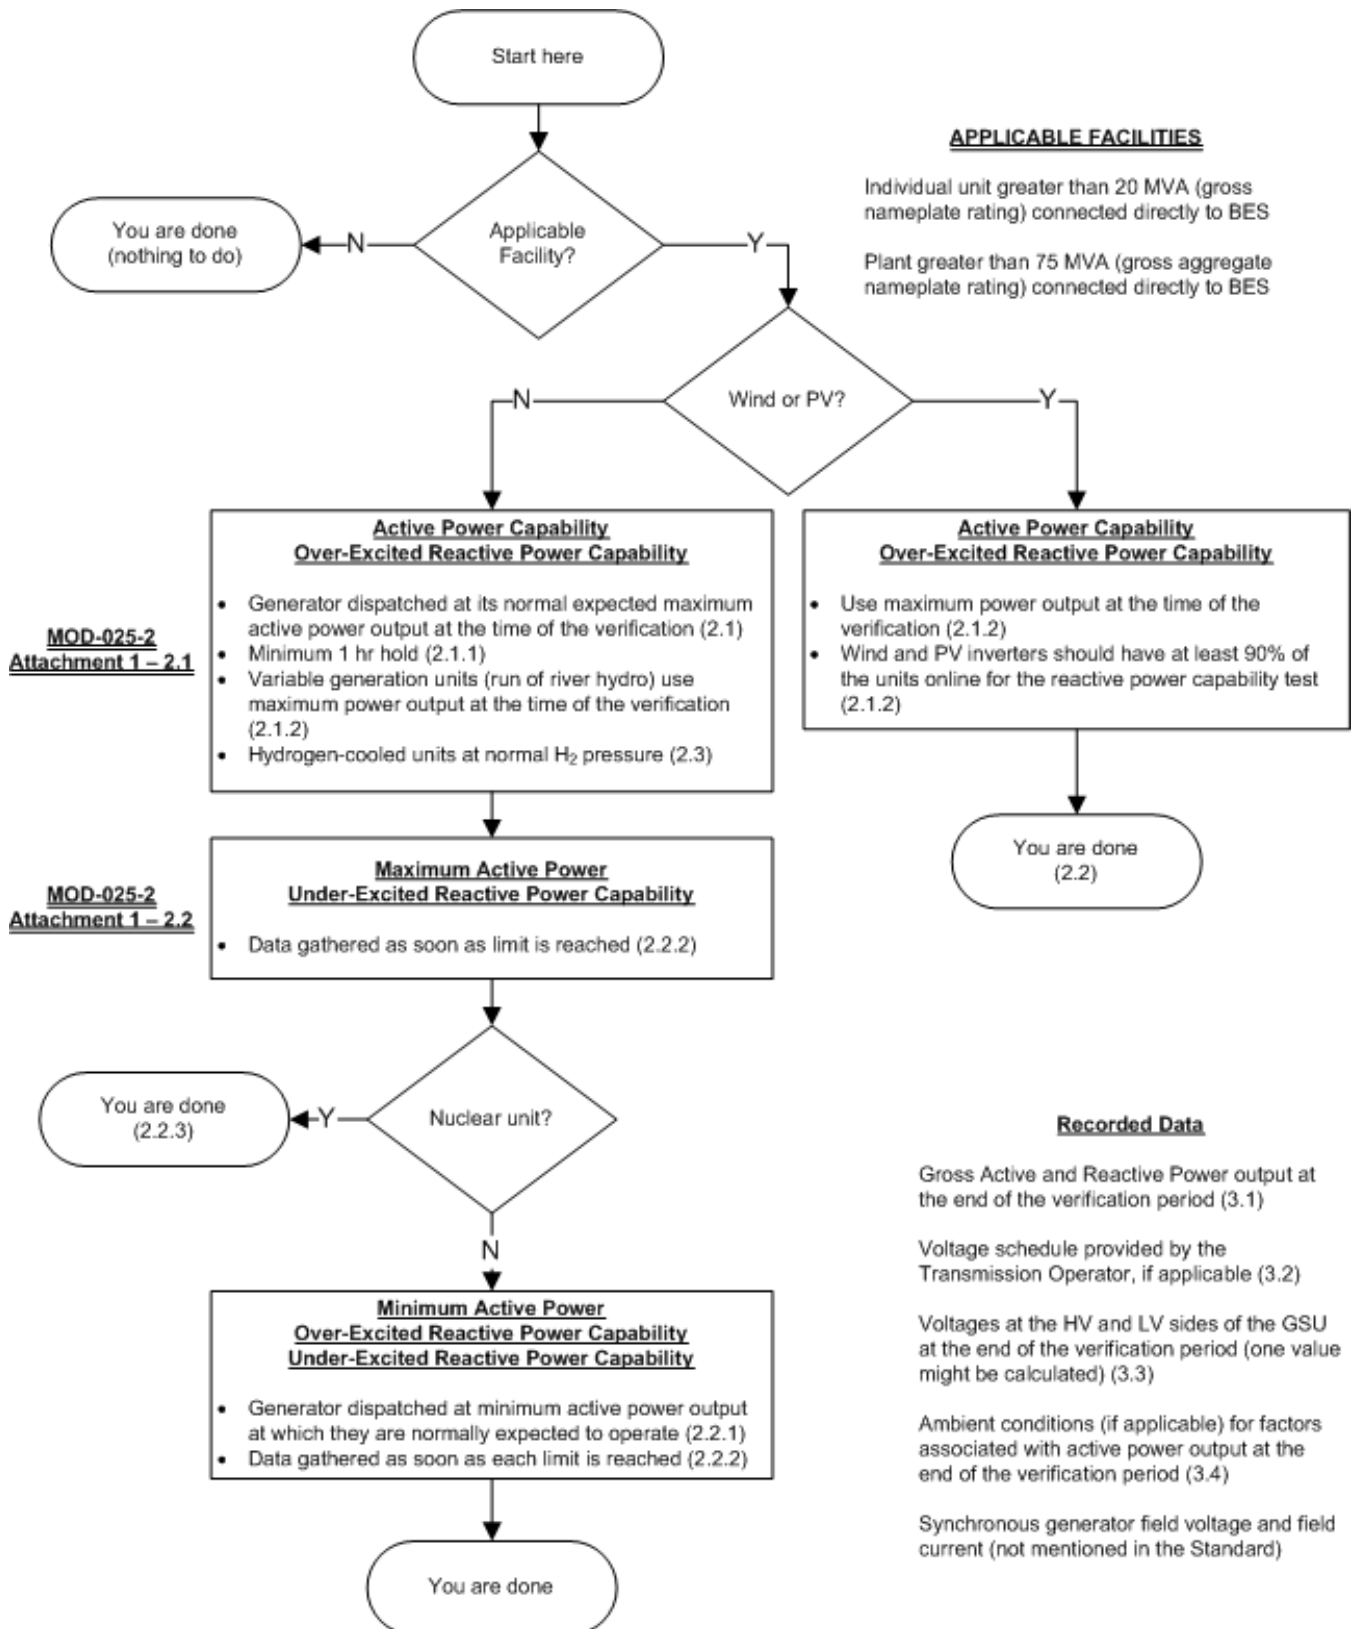 Start here
APPLICABLE FACILITIES
Individual unit greater than 20 MVA (gross
nameplate rating) connected directly to BES
Plant greater than 75 MVA (gross aggregate
nameplate rating) connected directly to BES
Applicable
Facility?
N
You are done
(nothing to do)
Y
Wind or PV?
N
Y
MOD-025-2
Attachment 1 – 2.1
Active Power Capability
Over-Excited Reactive Power Capability
• Generator dispatched at its normal expected maximum
active power output at the time of the verification (2.1)
• Minimum 1 hr hold (2.1.1)
• Variable generation units (run of river hydro) use
maximum power output at the time of the verification
(2.1.2)
• Hydrogen-cooled units at normal H₂ pressure (2.3)
Active Power Capability
Over-Excited Reactive Power Capability
• Use maximum power output at the time of the
verification (2.1.2)
• Wind and PV inverters should have at least 90% of
the units online for the reactive power capability test
(2.1.2)
You are done
(2.2)
MOD-025-2
Attachment 1 – 2.2
Maximum Active Power
Under-Excited Reactive Power Capability
• Data gathered as soon as limit is reached (2.2.2)
Nuclear unit?
Y
You are done
(2.2.3)
N
Minimum Active Power
Over-Excited Reactive Power Capability
Under-Excited Reactive Power Capability
• Generator dispatched at minimum active power output
at which they are normally expected to operate (2.2.1)
• Data gathered as soon as each limit is reached (2.2.2)
You are done
Recorded Data
Gross Active and Reactive Power output at
the end of the verification period (3.1)
Voltage schedule provided by the
Transmission Operator, if applicable (3.2)
Voltages at the HV and LV sides of the GSU
at the end of the verification period (one value
might be calculated) (3.3)
Ambient conditions (if applicable) for factors
associated with active power output at the
end of the verification period (3.4)
Synchronous generator field voltage and field
current (not mentioned in the Standard)